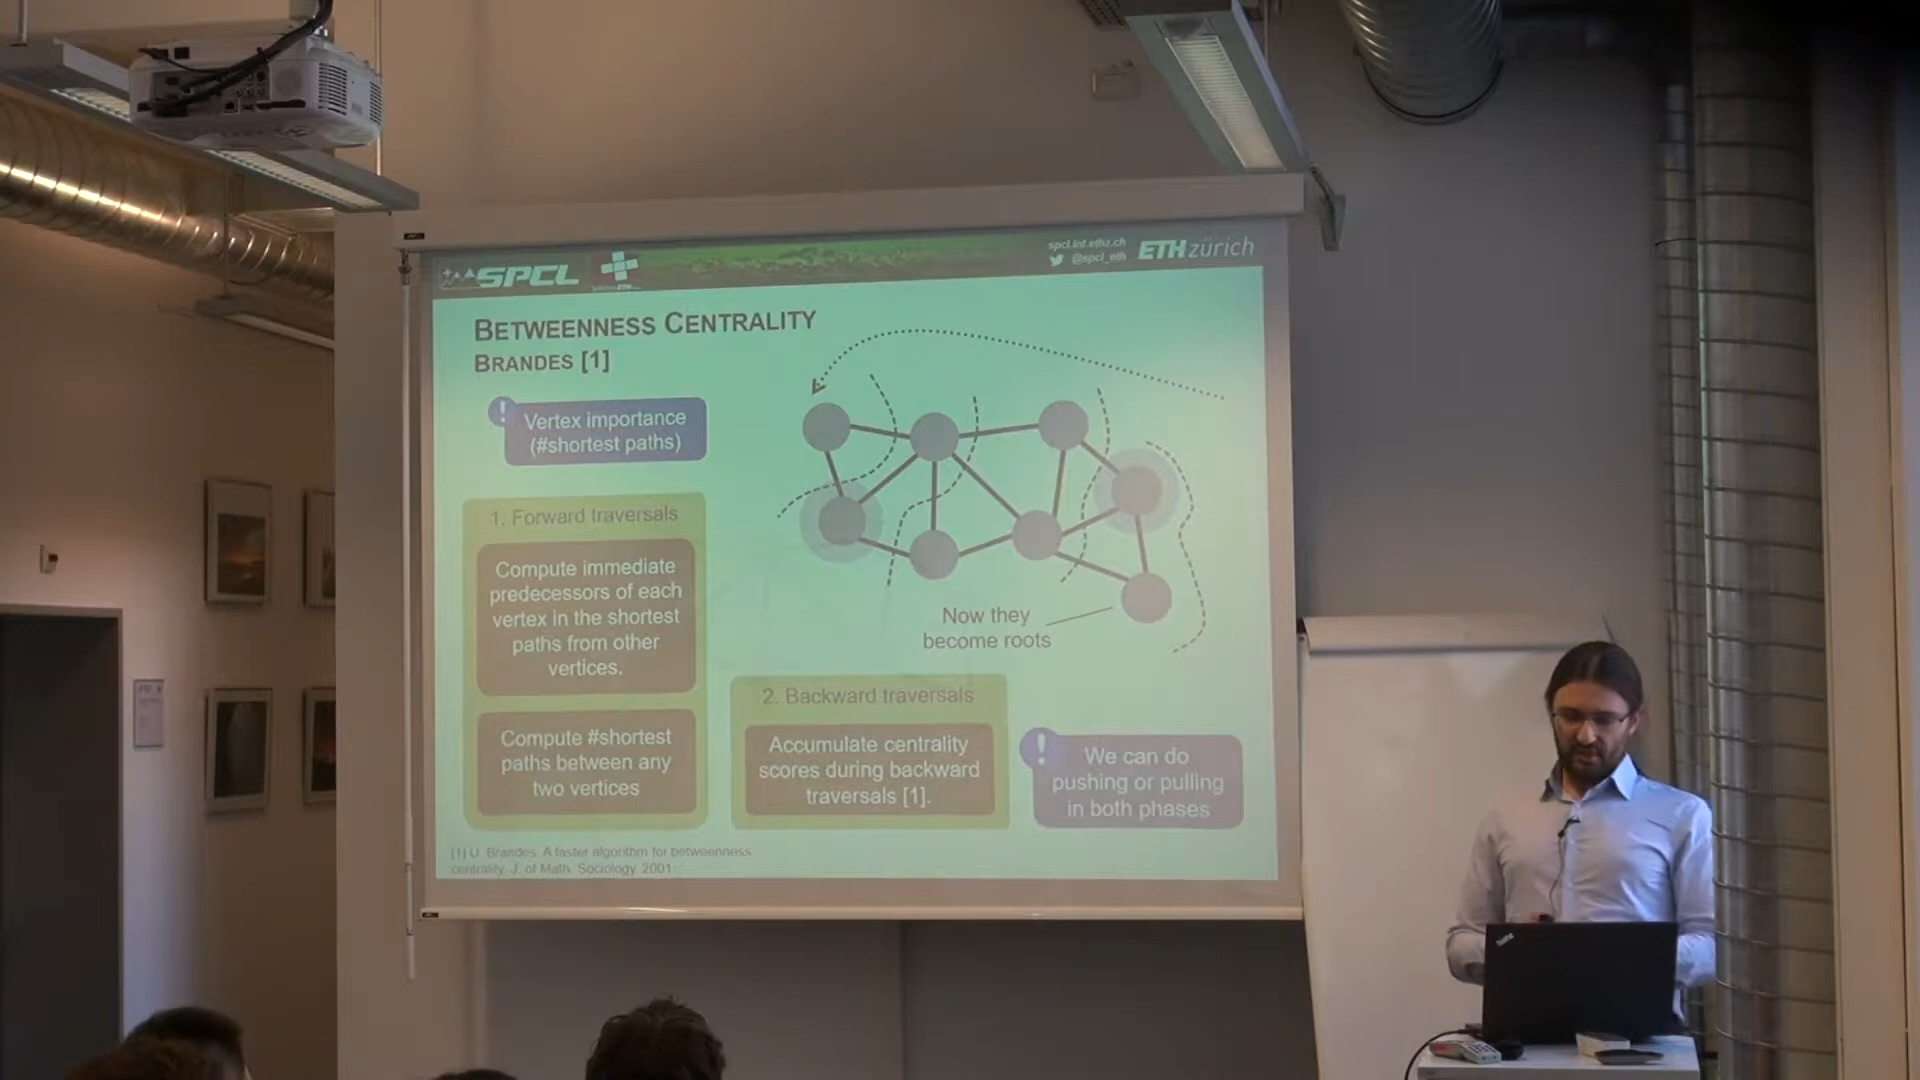 SPCL
spcl.inf.ethz.ch
@spcl_eth
ETH zürich
BETWEENNESS CENTRALITY
BRANDES [1]
! Vertex importance
(#shortest paths)
1. Forward traversals
Compute immediate
predecessors of each
vertex in the shortest
paths from other
vertices.
Compute #shortest
paths between any
two vertices
Now they
become roots
2. Backward traversals
Accumulate centrality
scores during backward
traversals [1].
! We can do
pushing or pulling
in both phases
[1] U. Brandes. A faster algorithm for betweenness
centrality. J. of Math. Sociology. 2001.